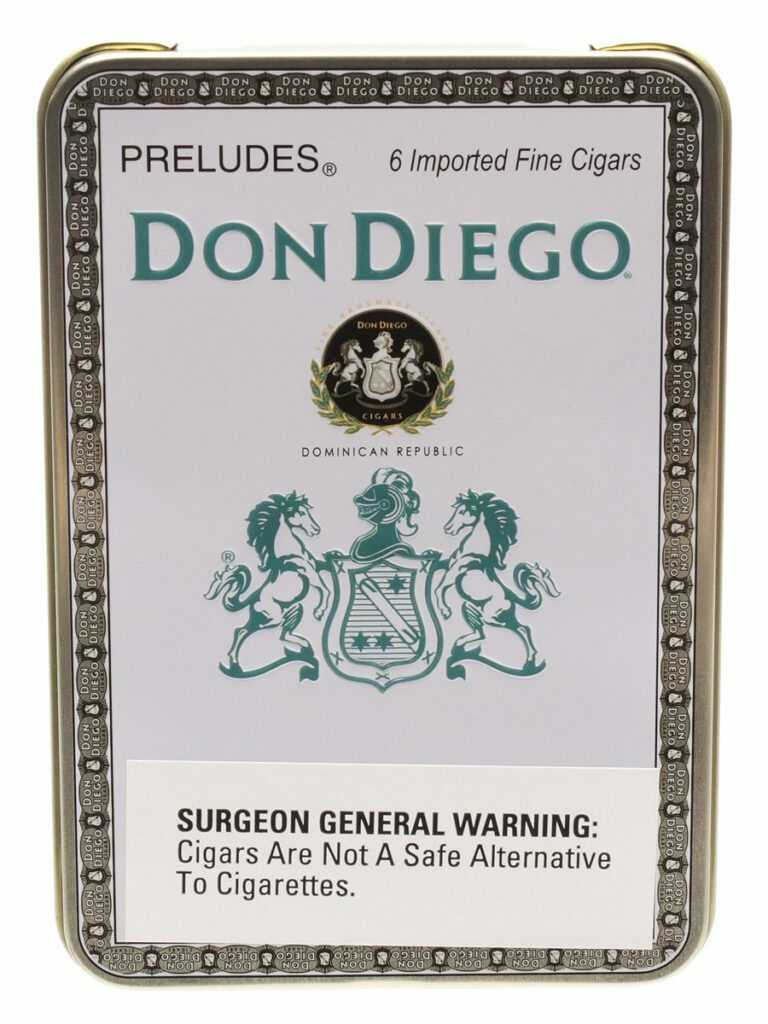 PRELUDES®
6 Imported Fine Cigars
DON DIEGO®
DON DIEGO
CIGARS
DOMINICAN REPUBLIC
®
SURGEON GENERAL WARNING:
Cigars Are Not A Safe Alternative
To Cigarettes.